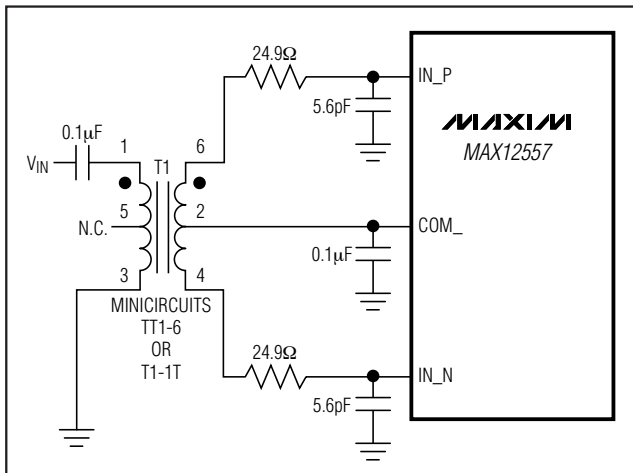 24.9Ω
IN_P
5.6pF
MAXIM
MAX12557
0.1μF
VIN
1
T1
6
5
N.C.
2
COM_
0.1μF
3
4
MINICIRCUITS
TT1-6
OR
T1-1T
24.9Ω
IN_N
5.6pF